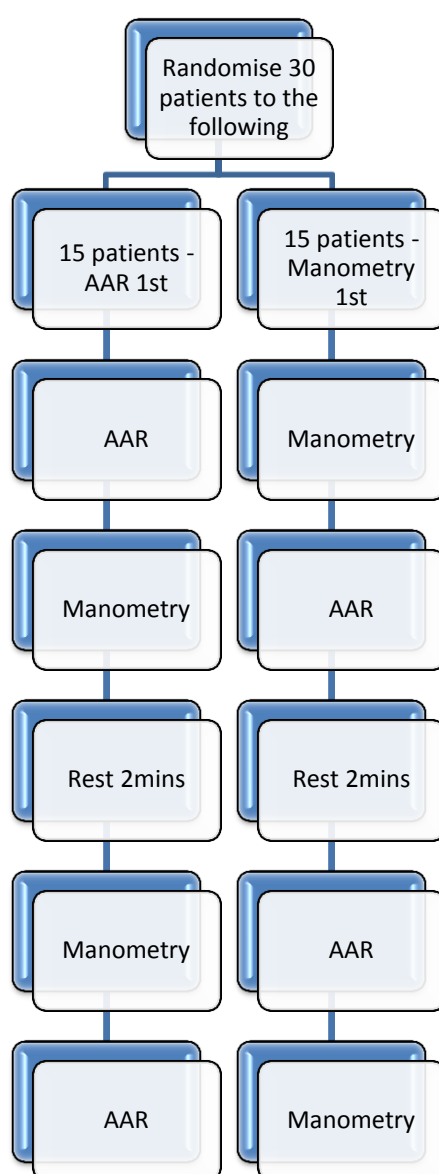 Randomise 30
patients to the
following
15 patients -
AAR 1st
15 patients -
Manometry
1st
AAR
Manometry
Manometry
AAR
Rest 2mins
Rest 2mins
Manometry
AAR
AAR
Manometry